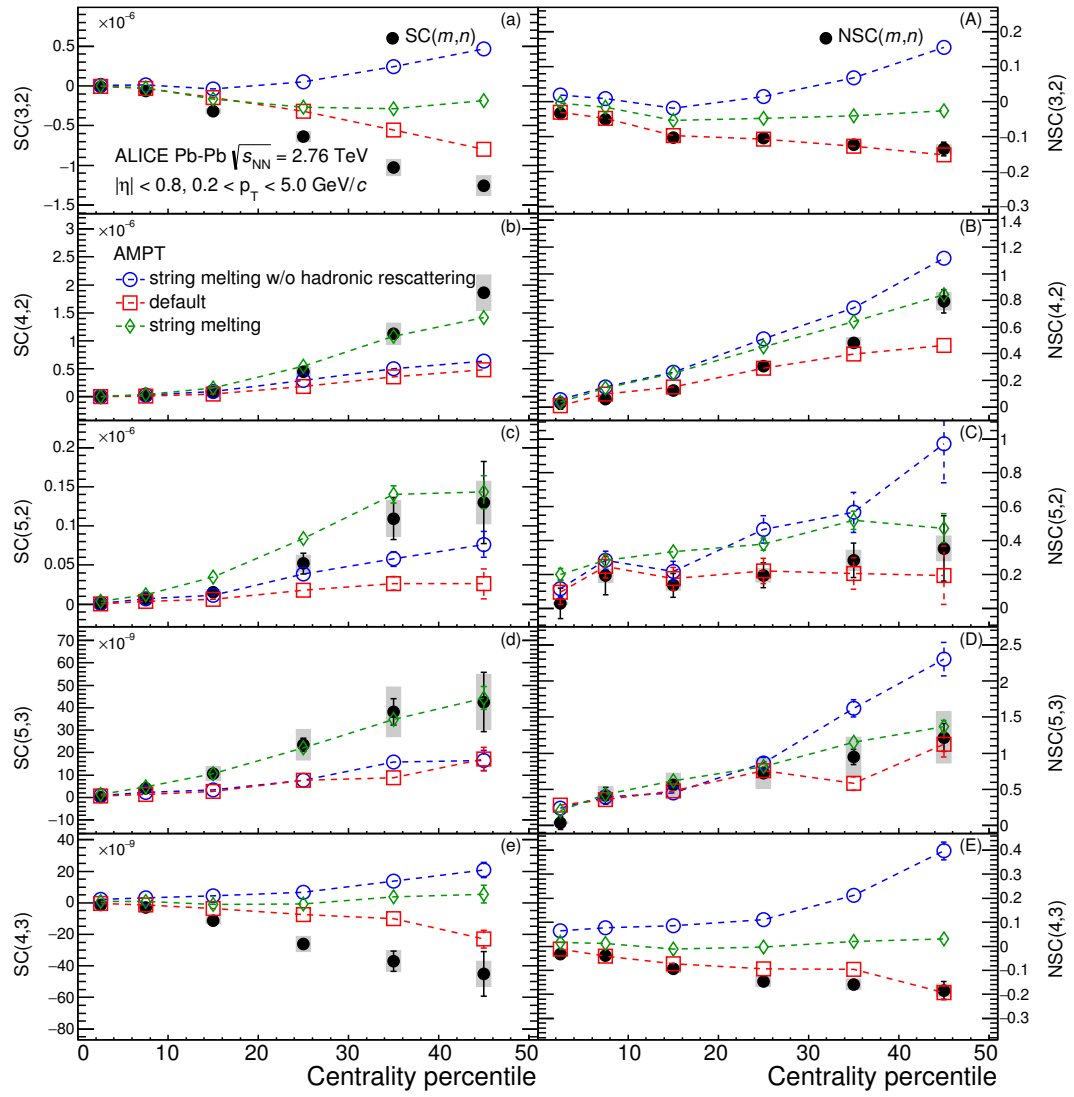 ×10⁻⁶
(a)
SC(m,n)
0.5
0
−0.5
−1
−1.5
SC(3,2)
ALICE Pb-Pb √sNN = 2.76 TeV
|η| < 0.8, 0.2 < pT < 5.0 GeV/c
(A)
NSC(m,n)
0.2
0.1
0
−0.1
−0.2
−0.3
NSC(3,2)
×10⁻⁶
(b)
3
2.5
2
1.5
1
0.5
0
SC(4,2)
AMPT
string melting w/o hadronic rescattering
default
string melting
(B)
1.4
1.2
1
0.8
0.6
0.4
0.2
0
NSC(4,2)
×10⁻⁶
(c)
0.2
0.15
0.1
0.05
0
SC(5,2)
(C)
1
0.8
0.6
0.4
0.2
0
NSC(5,2)
×10⁻⁹
(d)
70
60
50
40
30
20
10
0
−10
SC(5,3)
(D)
2.5
2
1.5
1
0.5
0
NSC(5,3)
×10⁻⁹
(e)
40
20
0
−20
−40
−60
−80
SC(4,3)
(E)
0.4
0.3
0.2
0.1
0
−0.1
−0.2
−0.3
NSC(4,3)
0 10 20 30 40 50
Centrality percentile
10 20 30 40 50
Centrality percentile